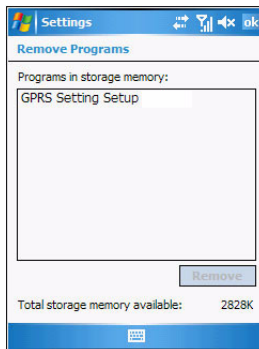 Settings
ok
Remove Programs
Programs in storage memory:
GPRS Setting Setup
Remove
Total storage memory available: 2828K